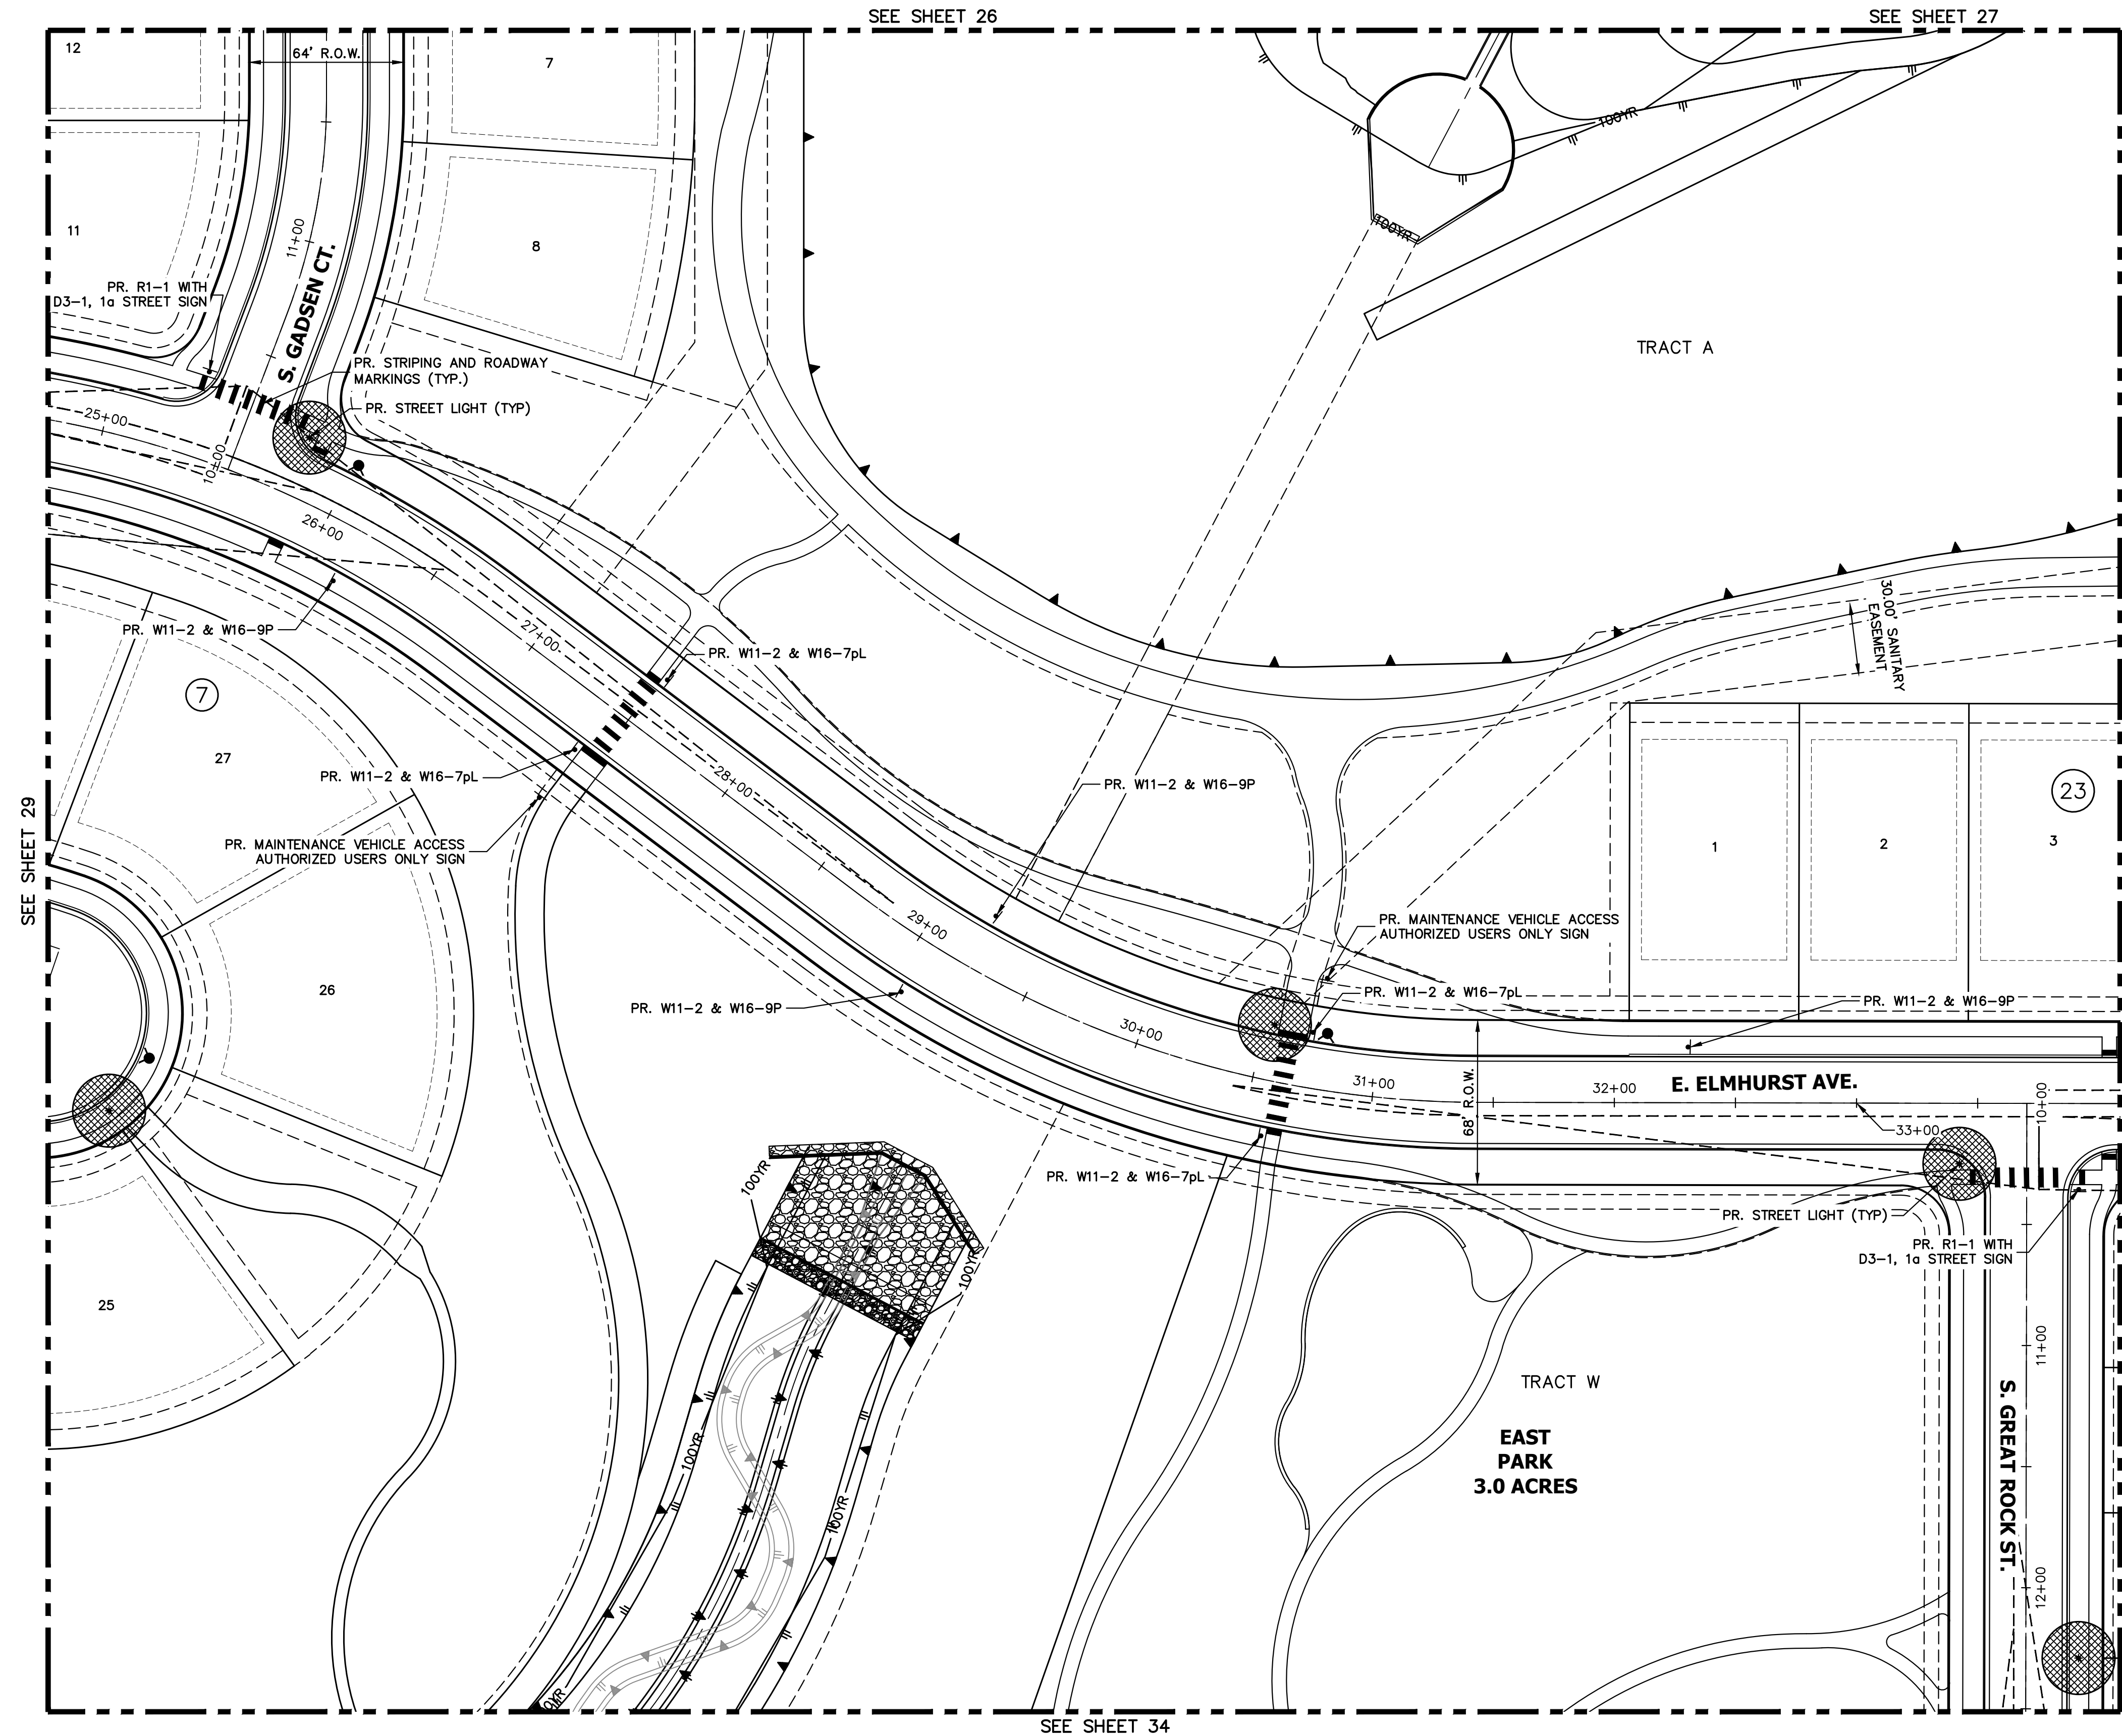 SEE SHEET 26
SEE SHEET 27
12
64' R.O.W.
7
100YR
11
11+00
S. GADSEN CT.
8
100YR
PR. R1-1 WITH
D3-1, 1a STREET SIGN
TRACT A
PR. STRIPING AND ROADWAY
MARKINGS (TYP.)
PR. STREET LIGHT (TYP)
25+00
10+00
26+00
30.00' SANITARY
EASEMENT
PR. W11-2 & W16-9P
27+00
PR. W11-2 & W16-7pL
7
27
PR. W11-2 & W16-7pL
28+00
PR. W11-2 & W16-9P
23
SEE SHEET 29
PR. MAINTENANCE VEHICLE ACCESS
AUTHORIZED USERS ONLY SIGN
1
2
3
29+00
PR. MAINTENANCE VEHICLE ACCESS
AUTHORIZED USERS ONLY SIGN
26
PR. W11-2 & W16-9P
PR. W11-2 & W16-7pL
PR. W11-2 & W16-9P
30+00
31+00
68' R.O.W.
32+00
E. ELMHURST AVE.
10+00
33+00
100YR
PR. W11-2 & W16-7pL
PR. STREET LIGHT (TYP)
PR. R1-1 WITH
D3-1, 1a STREET SIGN
100YR
25
11+00
TRACT W
EAST
PARK
3.0 ACRES
S. GREAT ROCK ST.
100YR
100YR
12+00
100YR
SEE SHEET 34